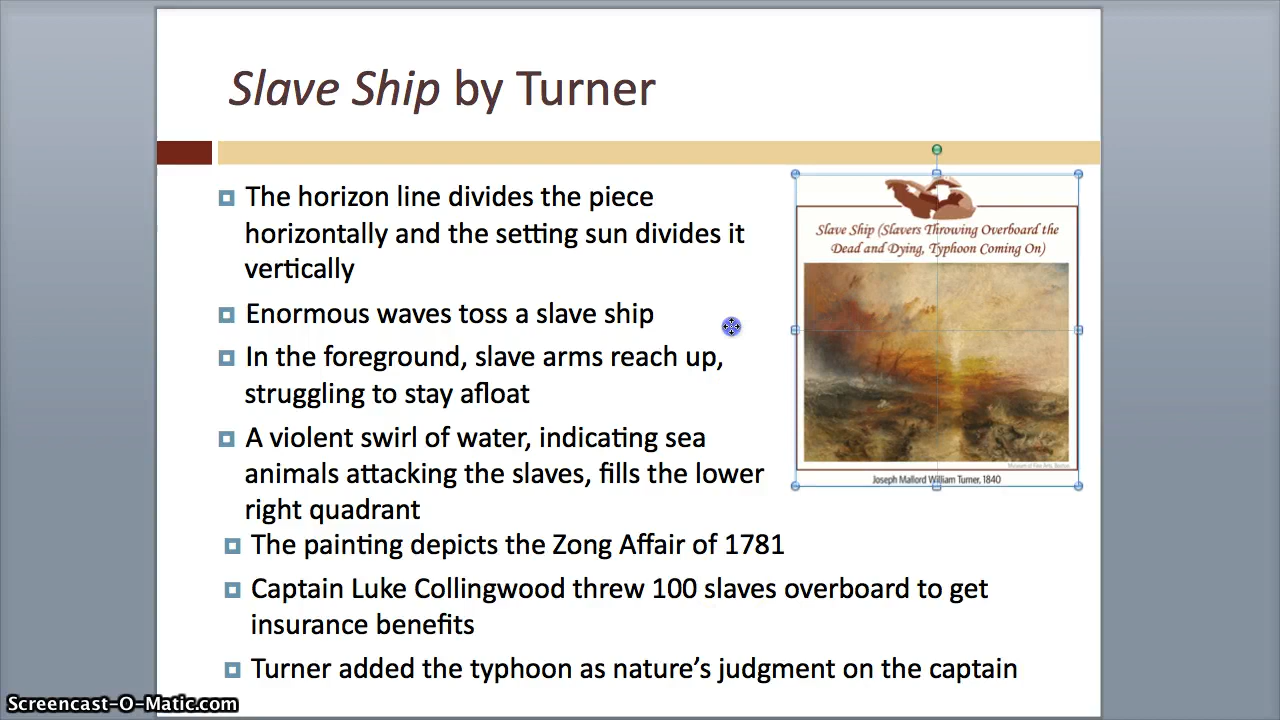 Slave Ship by Turner
The horizon line divides the piece
horizontally and the setting sun divides it
vertically
Enormous waves toss a slave ship
In the foreground, slave arms reach up,
struggling to stay afloat
A violent swirl of water, indicating sea
animals attacking the slaves, fills the lower
right quadrant
The painting depicts the Zong Affair of 1781
Captain Luke Collingwood threw 100 slaves overboard to get
insurance benefits
Turner added the typhoon as nature’s judgment on the captain
Slave Ship (Slavers Throwing Overboard the
Dead and Dying, Typhoon Coming On)
Museum of Fine Arts, Boston
Joseph Mallord William Turner, 1840
Screencast-O-Matic.com